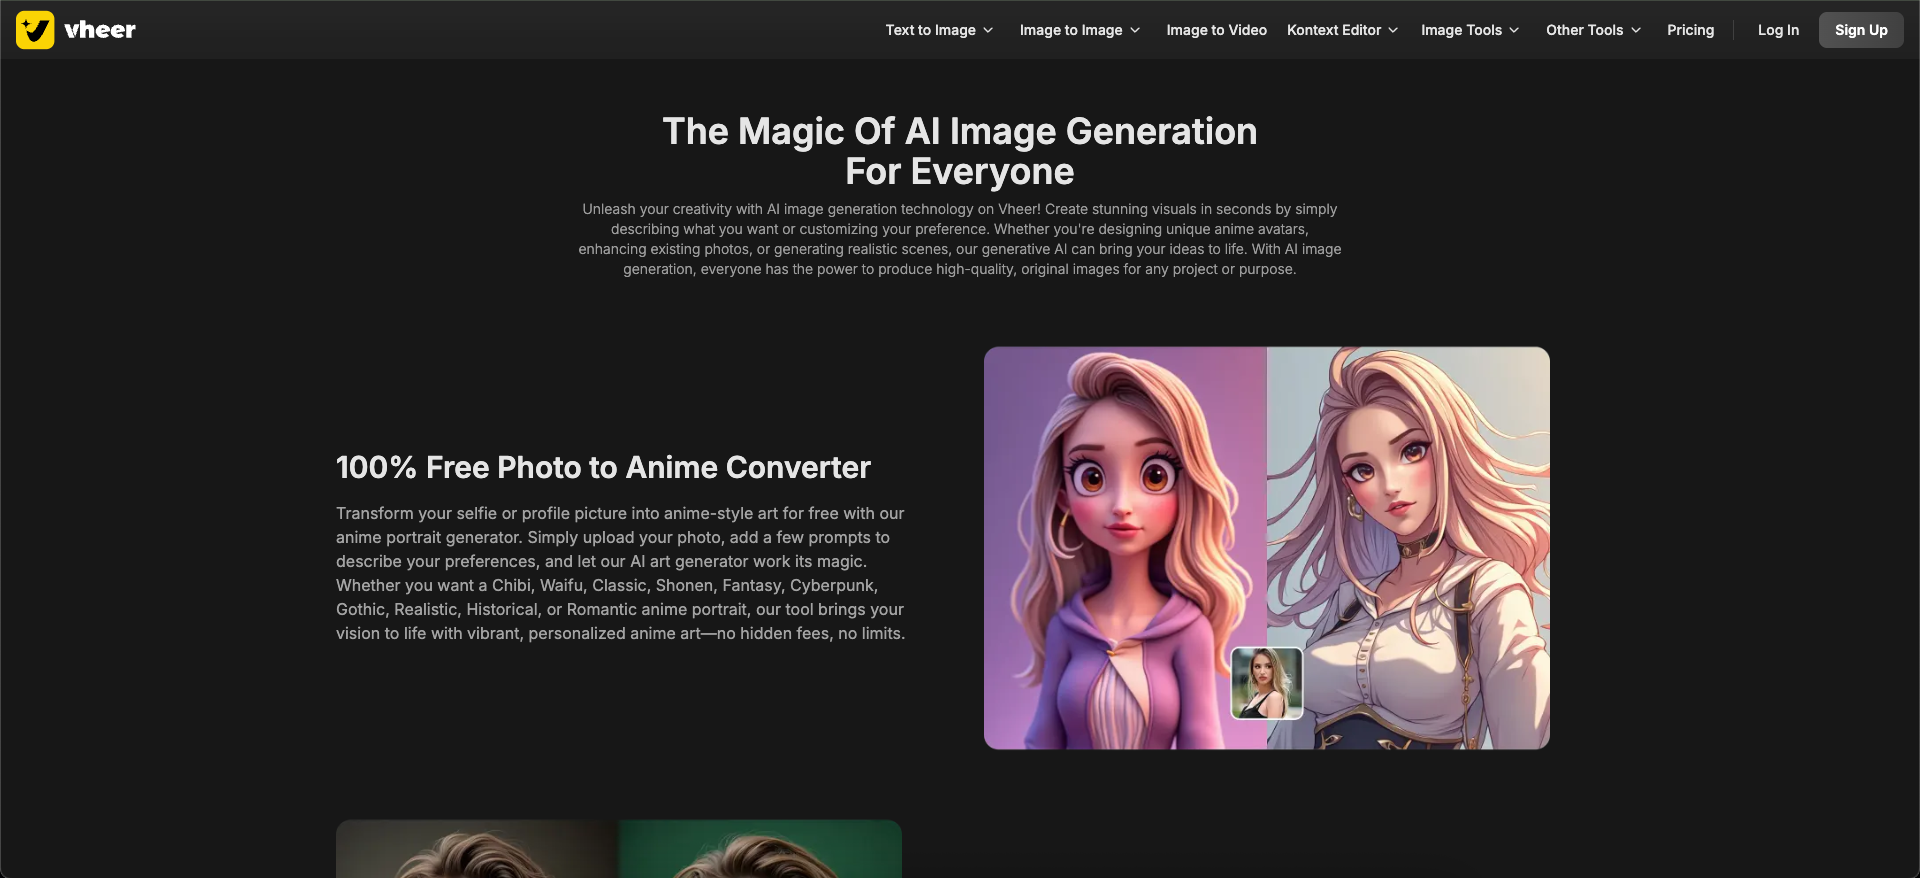 vheer
Text to Image
Image to Image
Image to Video
Kontext Editor
Image Tools
Other Tools
Pricing
Log In
Sign Up
The Magic Of AI Image Generation
For Everyone
Unleash your creativity with AI image generation technology on Vheer! Create stunning visuals in seconds by simply
describing what you want or customizing your preference. Whether you're designing unique anime avatars,
enhancing existing photos, or generating realistic scenes, our generative AI can bring your ideas to life. With AI image
generation, everyone has the power to produce high-quality, original images for any project or purpose.
100% Free Photo to Anime Converter
Transform your selfie or profile picture into anime-style art for free with our
anime portrait generator. Simply upload your photo, add a few prompts to
describe your preferences, and let our AI art generator work its magic.
Whether you want a Chibi, Waifu, Classic, Shonen, Fantasy, Cyberpunk,
Gothic, Realistic, Historical, or Romantic anime portrait, our tool brings your
vision to life with vibrant, personalized anime art—no hidden fees, no limits.